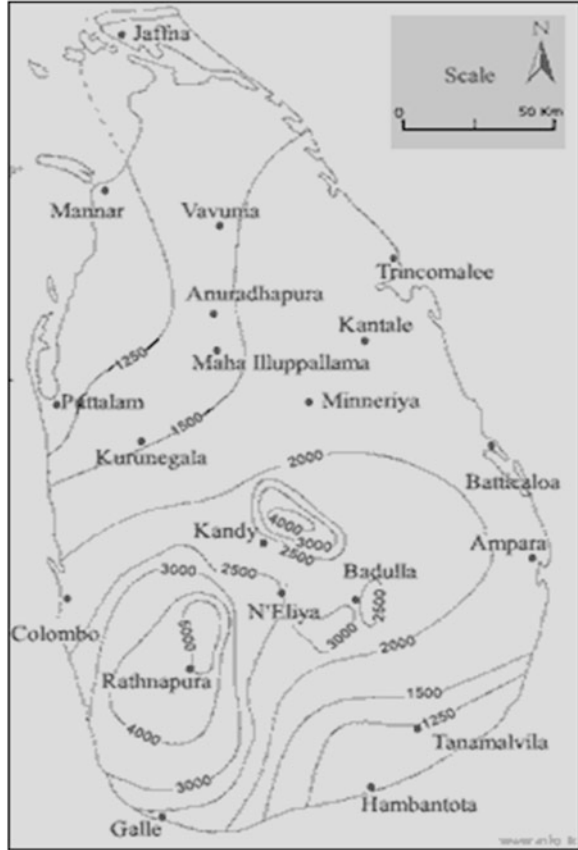 Jaffna
N
Scale
0 50 Km
Mannar
Vavuma
Trincomalee
Anuradhapura
Kantale
1250
Maha Illuppallama
Puttalam
Minneriya
1500
Kurunegala
2000
Batticaloa
4000
Kandy
3000
2500
Ampara
3000
2500
Badulla
2500
Colombo
N'Eliya
5000
3000
2000
Rathnapura
1500
4000
1250
Tanamalvila
3000
Hambantota
Galle